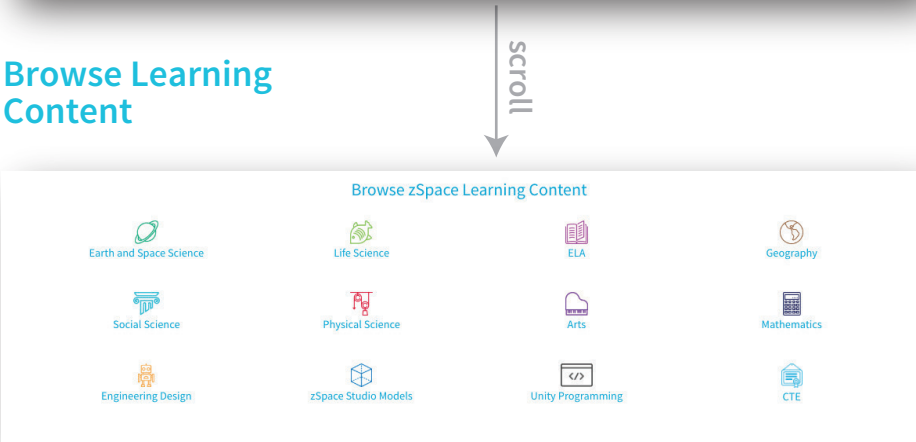 scroll
Browse Learning
Content
Browse zSpace Learning Content
Earth and Space Science
Life Science
ELA
Geography
Social Science
Physical Science
Arts
Mathematics
Engineering Design
zSpace Studio Models
</>
Unity Programming
CTE